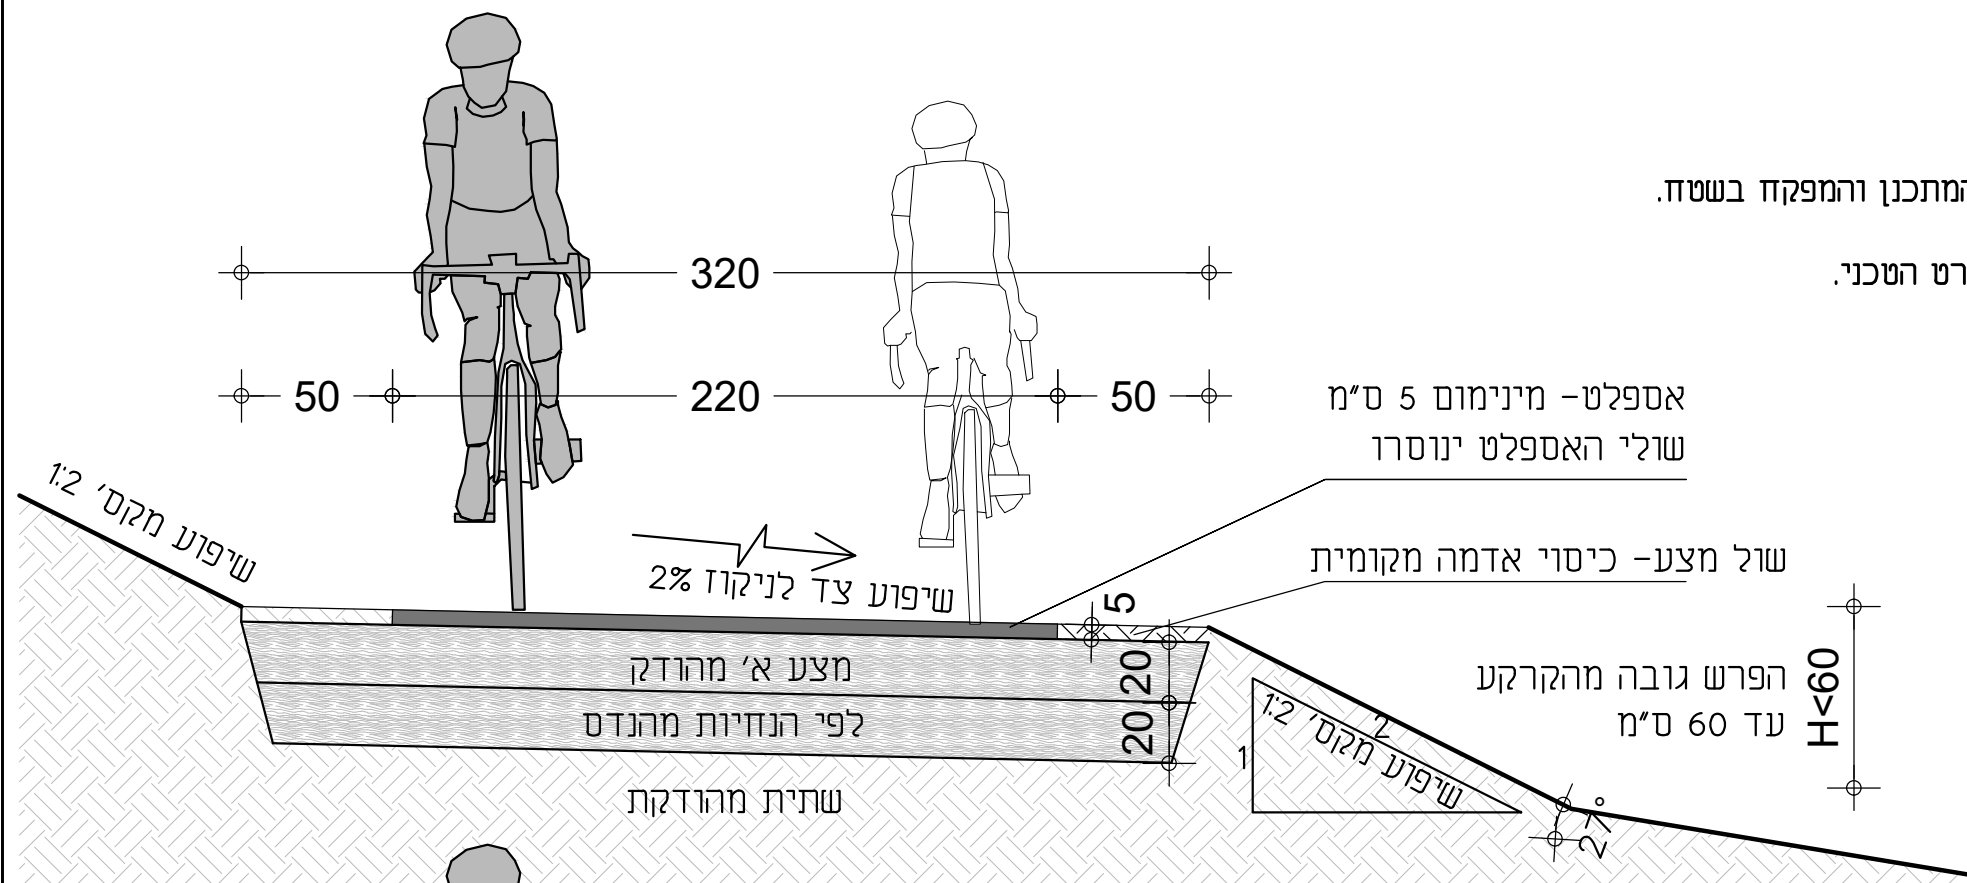 המתכנן והמפקח בשטח.
רט הטכני.
320
50
220
50
אספלט- מינימום 5 ס"מ
שולי האספלט ינוסרו
שיפוע מקס' 1:2
שיפוע צד לניקוז 2%
שול מצע- כיסוי אדמה מקומית
5
מצע א' מהודק
20
לפי הנחיות מהנדס
20
שתית מהודקת
הפרש גובה מהקרקע
עד 60 ס"מ
H<60
2
1
שיפוע מקס' 1:2
27°